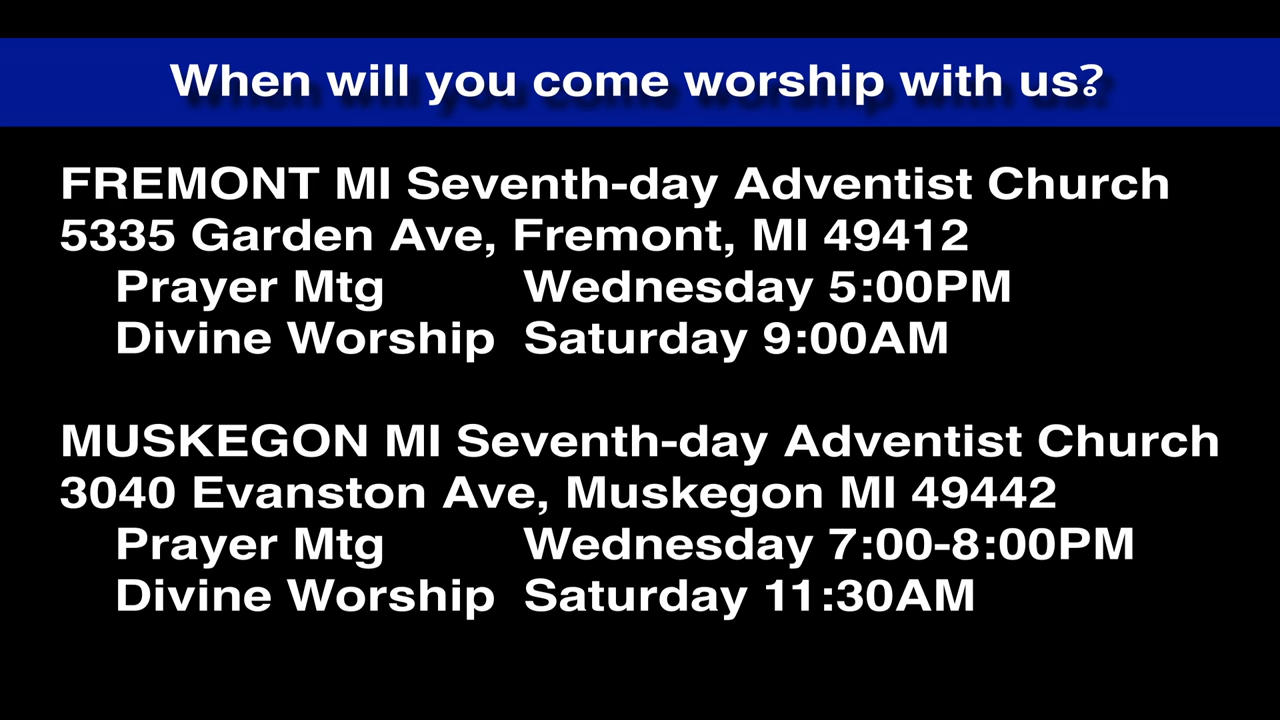 When will you come worship with us?
FREMONT MI Seventh-day Adventist Church
5335 Garden Ave, Fremont, MI 49412
Prayer Mtg Wednesday 5:00PM
Divine Worship Saturday 9:00AM
MUSKEGON MI Seventh-day Adventist Church
3040 Evanston Ave, Muskegon MI 49442
Prayer Mtg Wednesday 7:00-8:00PM
Divine Worship Saturday 11:30AM